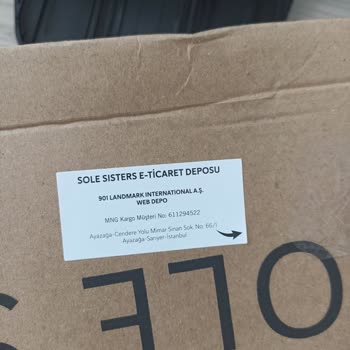 SOLE SISTERS E-TİCARET DEPOSU
901 LANDMARK INTERNATIONAL A.Ş.
WEB DEPO
MNG Kargo Müşteri No: 611294522
Ayazağa-Cendere Yolu Mimar Sinan Sok. No: 66/1
Ayazağa-Sarıyer-İstanbul
SOLE S